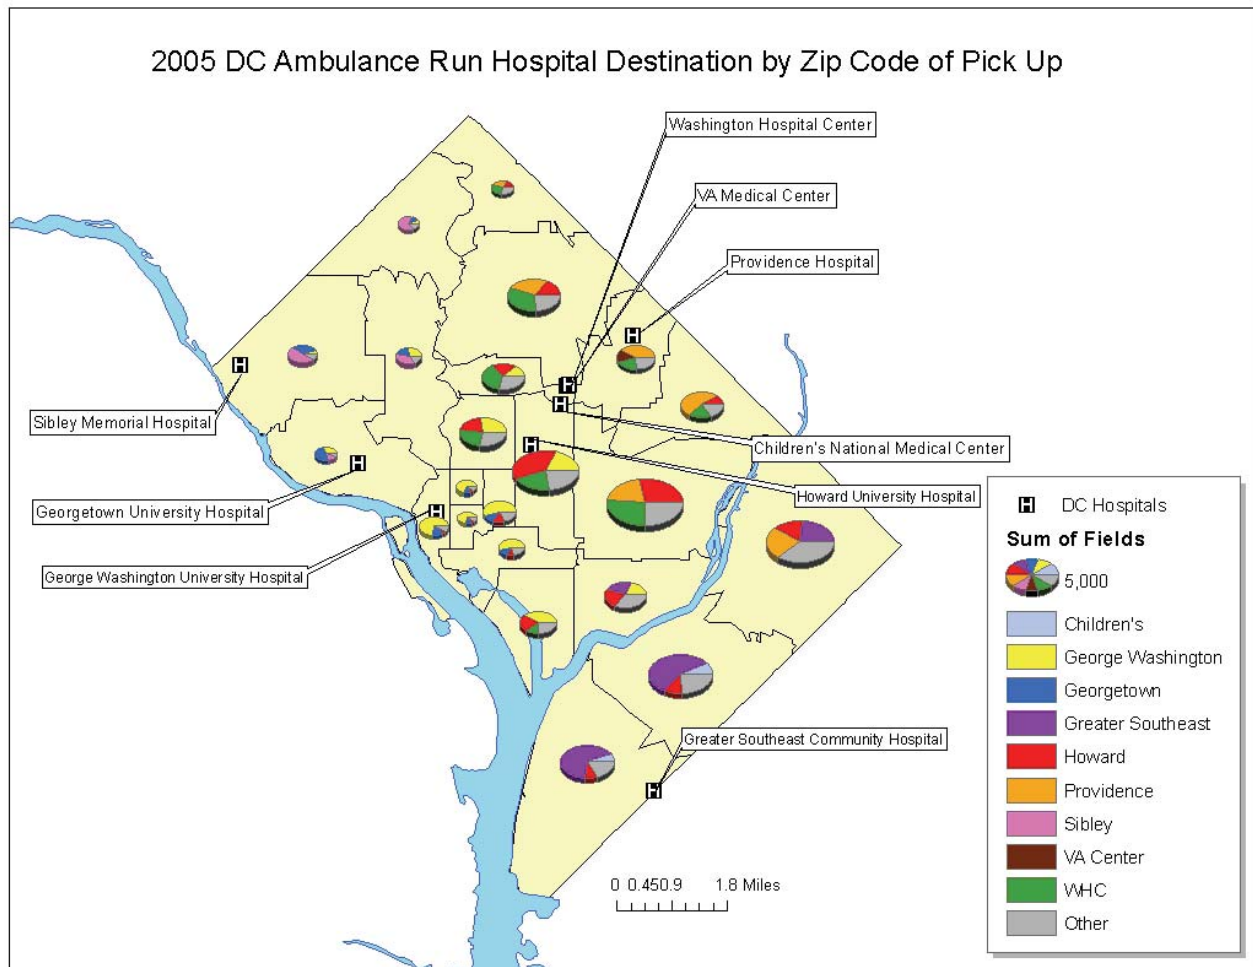 2005 DC Ambulance Run Hospital Destination by Zip Code of Pick Up
Washington Hospital Center
VA Medical Center
Providence Hospital
H
H
H
H
Sibley Memorial Hospital
Children's National Medical Center
H
H
Howard University Hospital
Georgetown University Hospital
H
George Washington University Hospital
Greater Southeast Community Hospital
H
0 0.450.9 1.8 Miles
H DC Hospitals
Sum of Fields
5,000
Children's
George Washington
Georgetown
Greater Southeast
Howard
Providence
Sibley
VA Center
WHC
Other